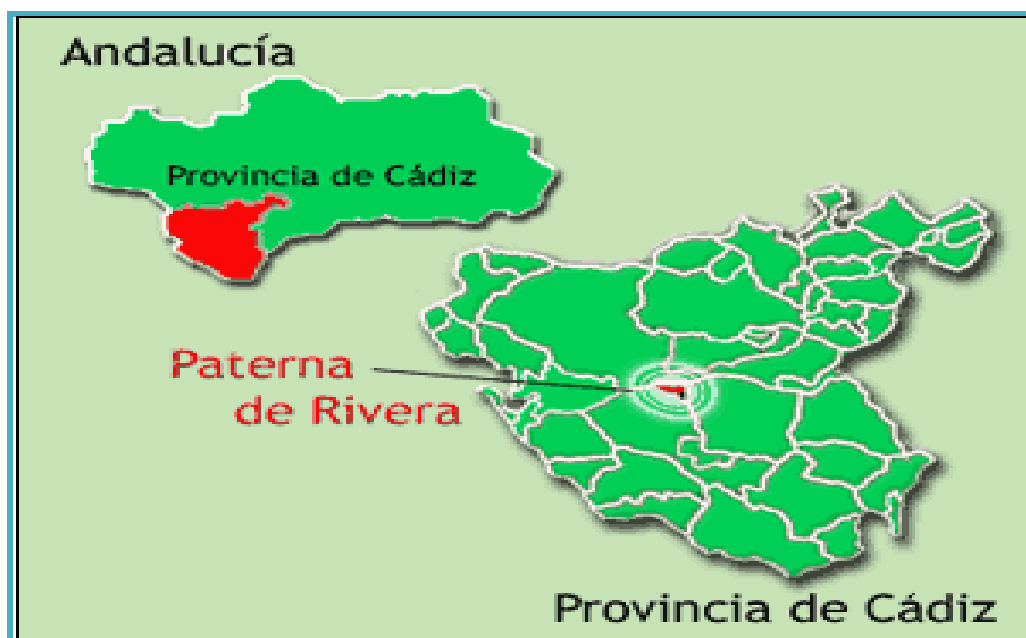 Andalucía
Provincia de Cádiz
Paterna
de Rivera
Provincia de Cádiz